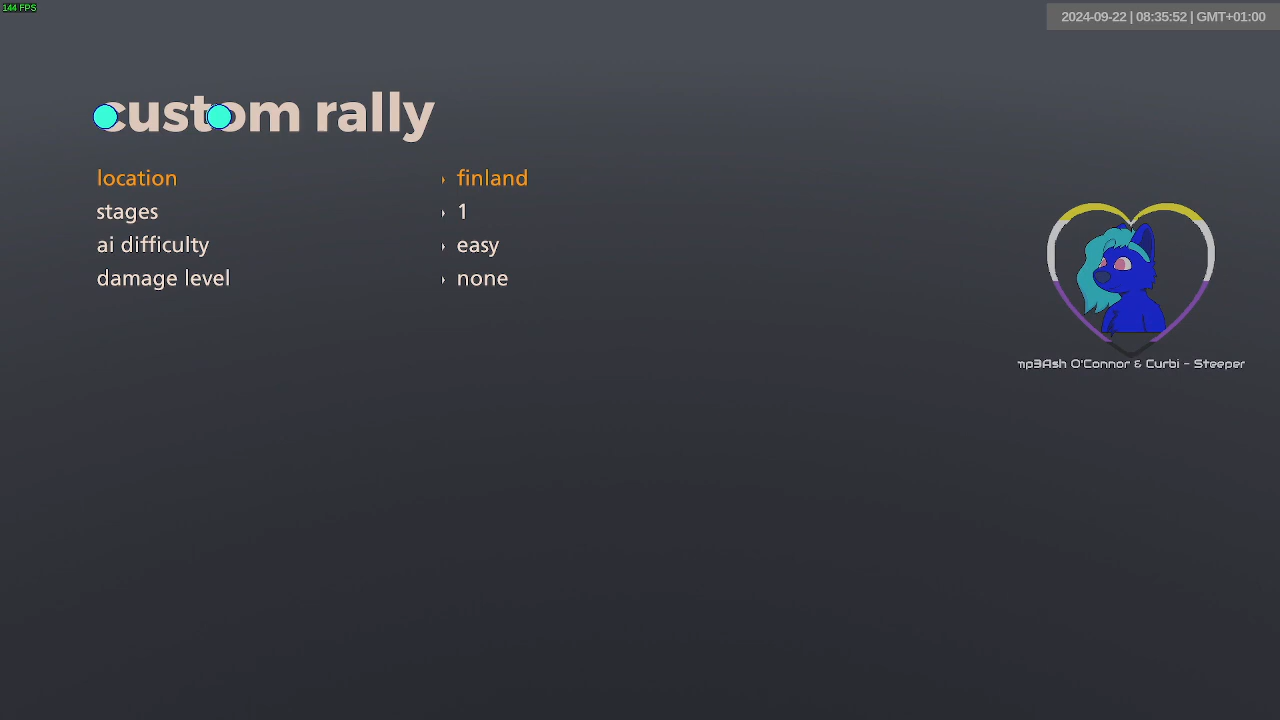 144 FPS
2024-09-22 | 08:35:52 | GMT+01:00
custom rally
location finland
stages 1
ai difficulty easy
damage level none
mp3Ash O'Connor & Curbi - Steeper